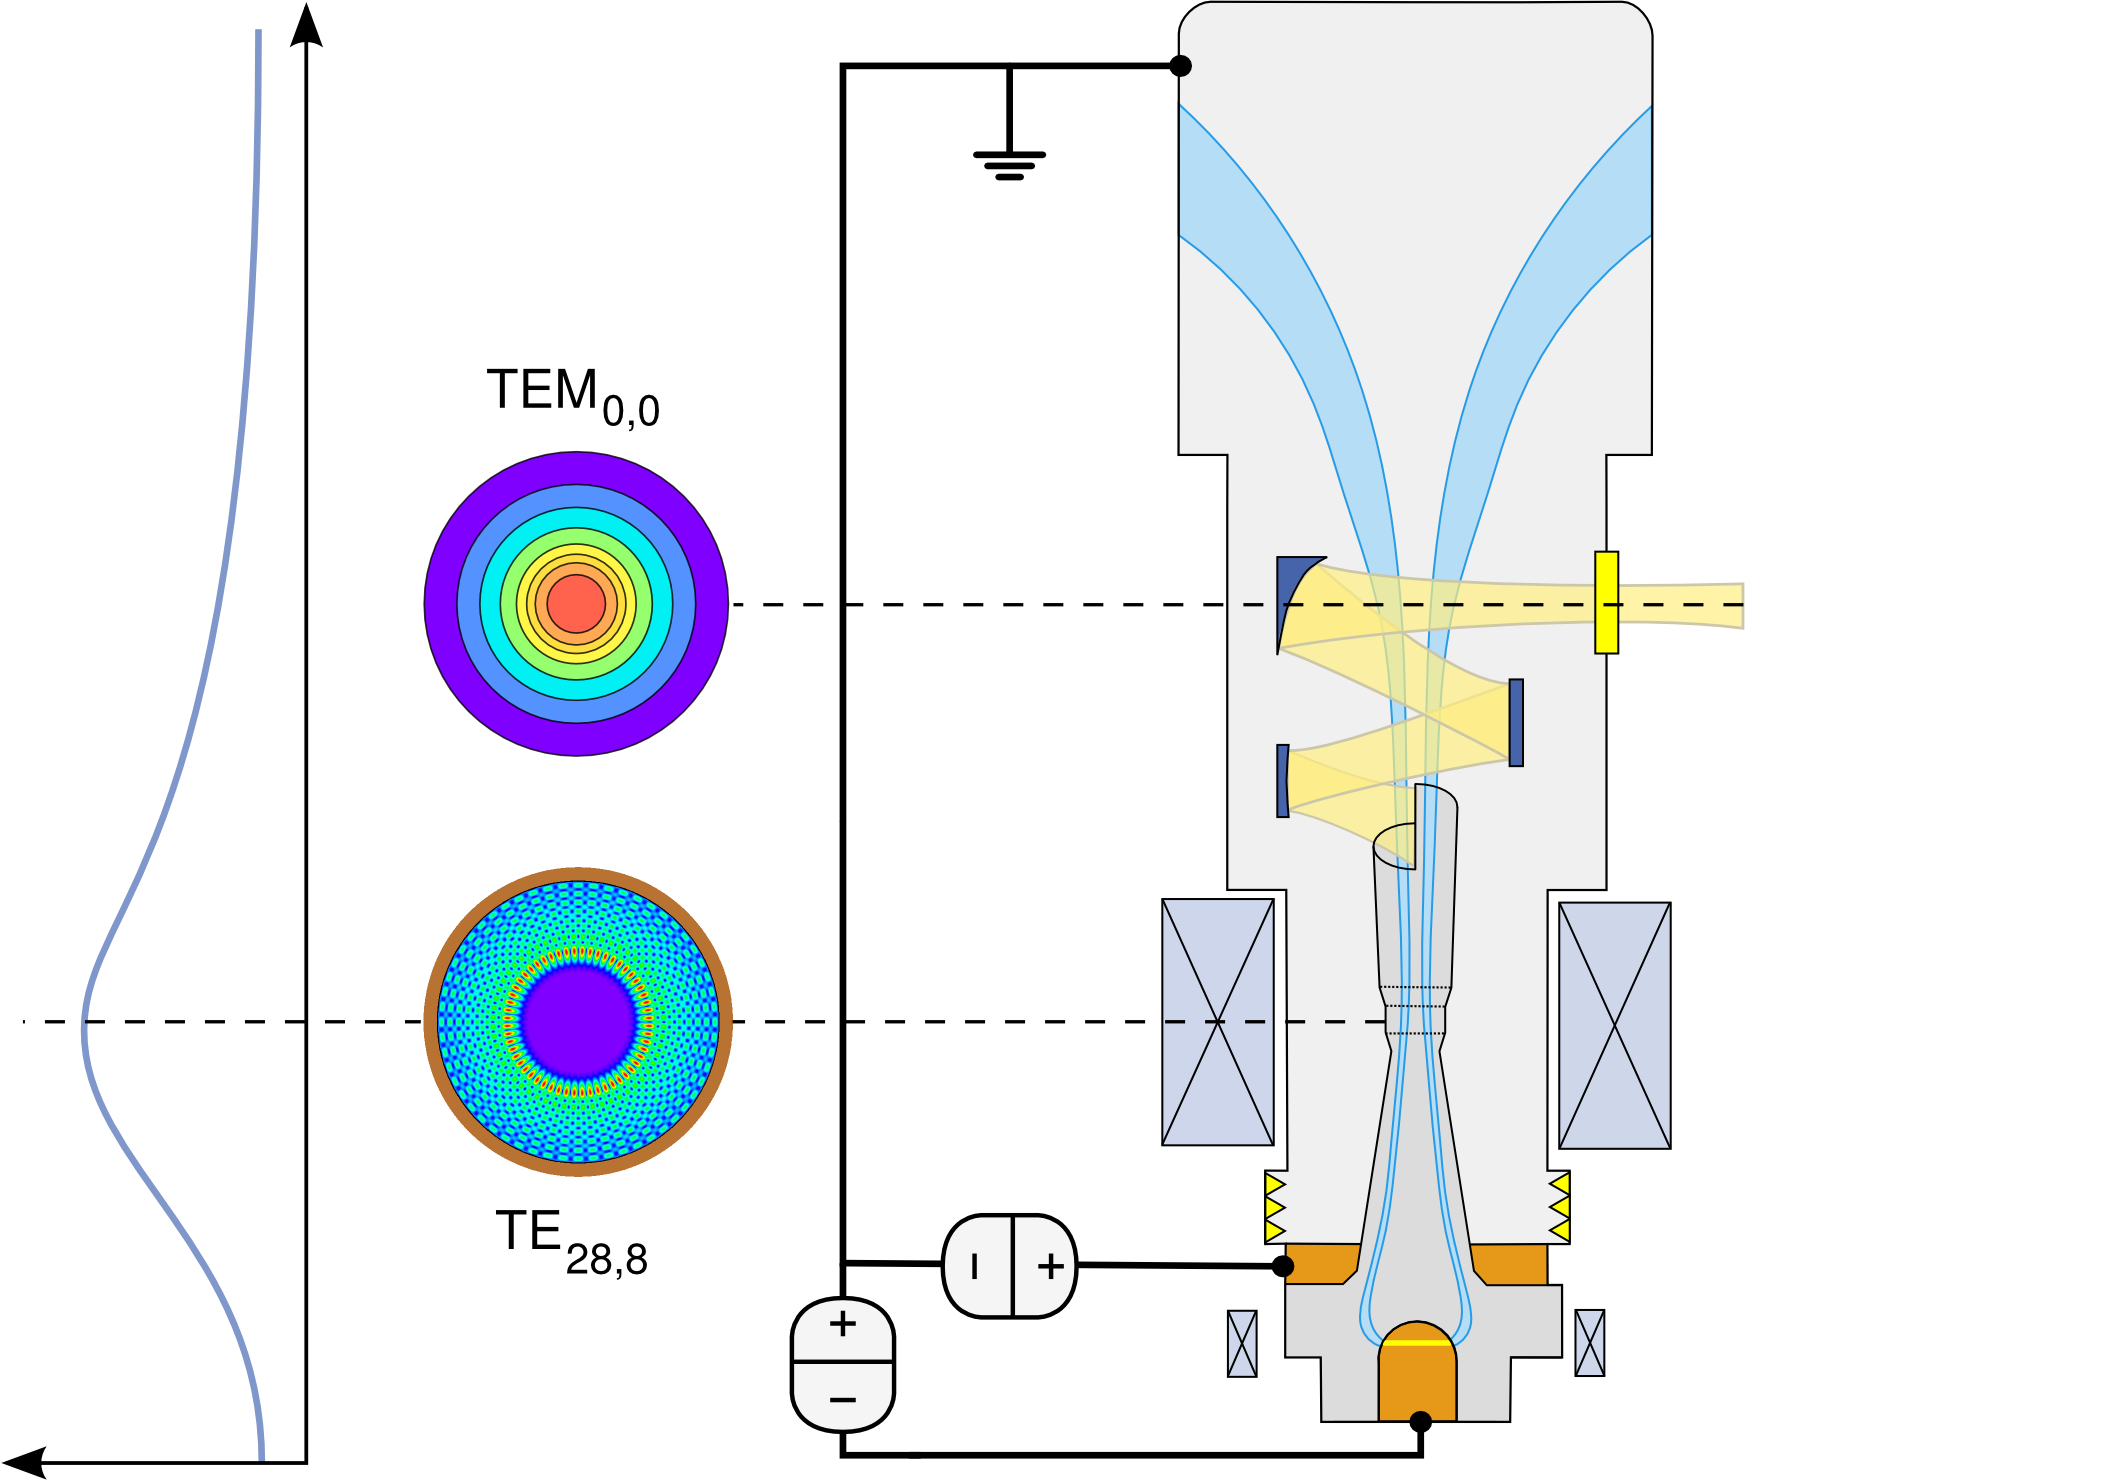 TEM0,0
TE28,8
− +
+
−